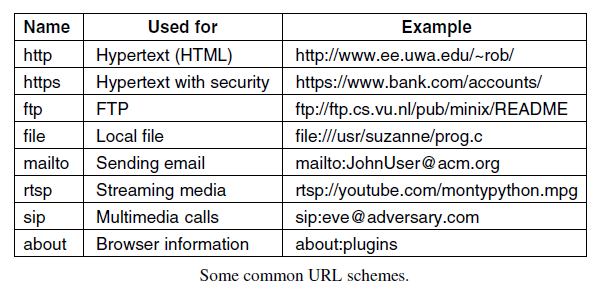 Name Used for Example
http Hypertext (HTML) http://www.ee.uwa.edu/~rob/
https Hypertext with security https://www.bank.com/accounts/
ftp FTP ftp://ftp.cs.vu.nl/pub/minix/README
file Local file file:///usr/suzanne/prog.c
mailto Sending email mailto:JohnUser@acm.org
rtsp Streaming media rtsp://youtube.com/montypython.mpg
sip Multimedia calls sip:eve@adversary.com
about Browser information about:plugins
Some common URL schemes.